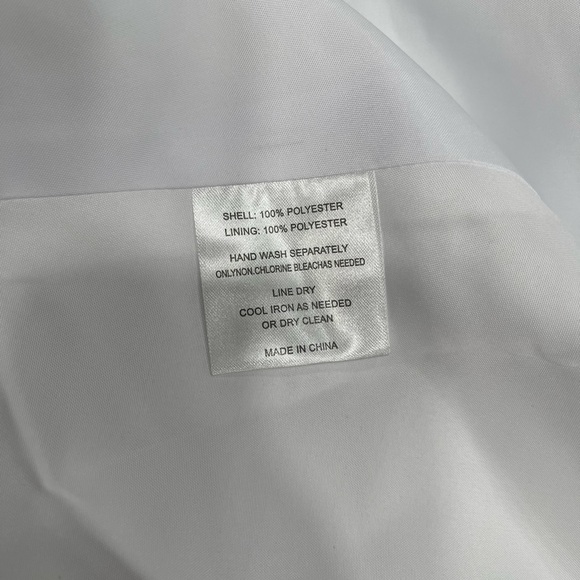 SHELL: 100% POLYESTER
LINING: 100% POLYESTER
HAND WASH SEPARATELY
ONLYNON.CHLORINE BLEACHAS NEEDED
LINE DRY
COOL IRON AS NEEDED
OR DRY CLEAN
MADE IN CHINA